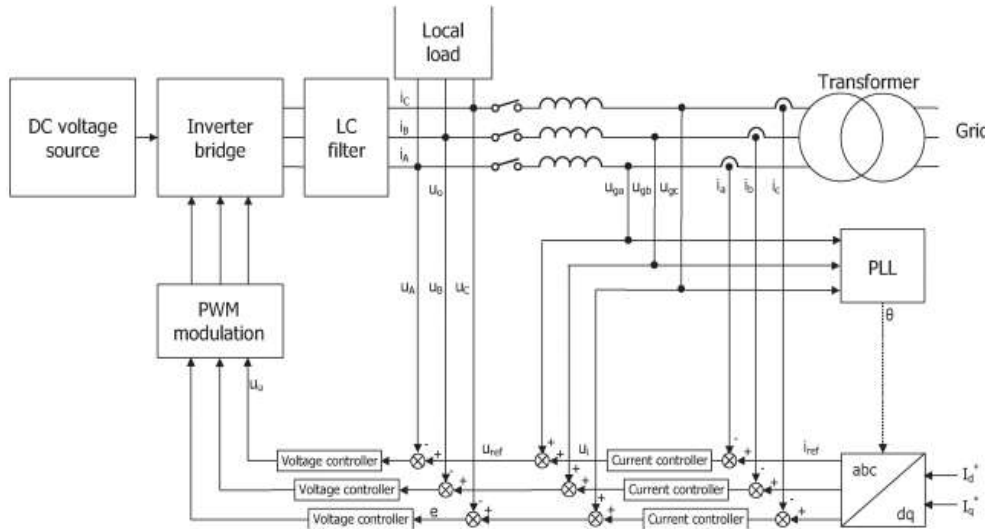 Local
load
Transformer
DC voltage
source
Inverter
bridge
LC
filter
i_C
i_B
i_A
Grid
u_o
u_ga
u_gb
u_gc
i_a
i_b
i_c
PLL
θ
u_A
u_B
u_C
PWM
modulation
u_u
- - -
+ + +
+ + +
+ + +
- - -
+ + +
u_ref
u_i
i_ref
Voltage controller
Current controller
abc
dq
I_d^*
I_q^*
Voltage controller
Current controller
Voltage controller
e
Current controller